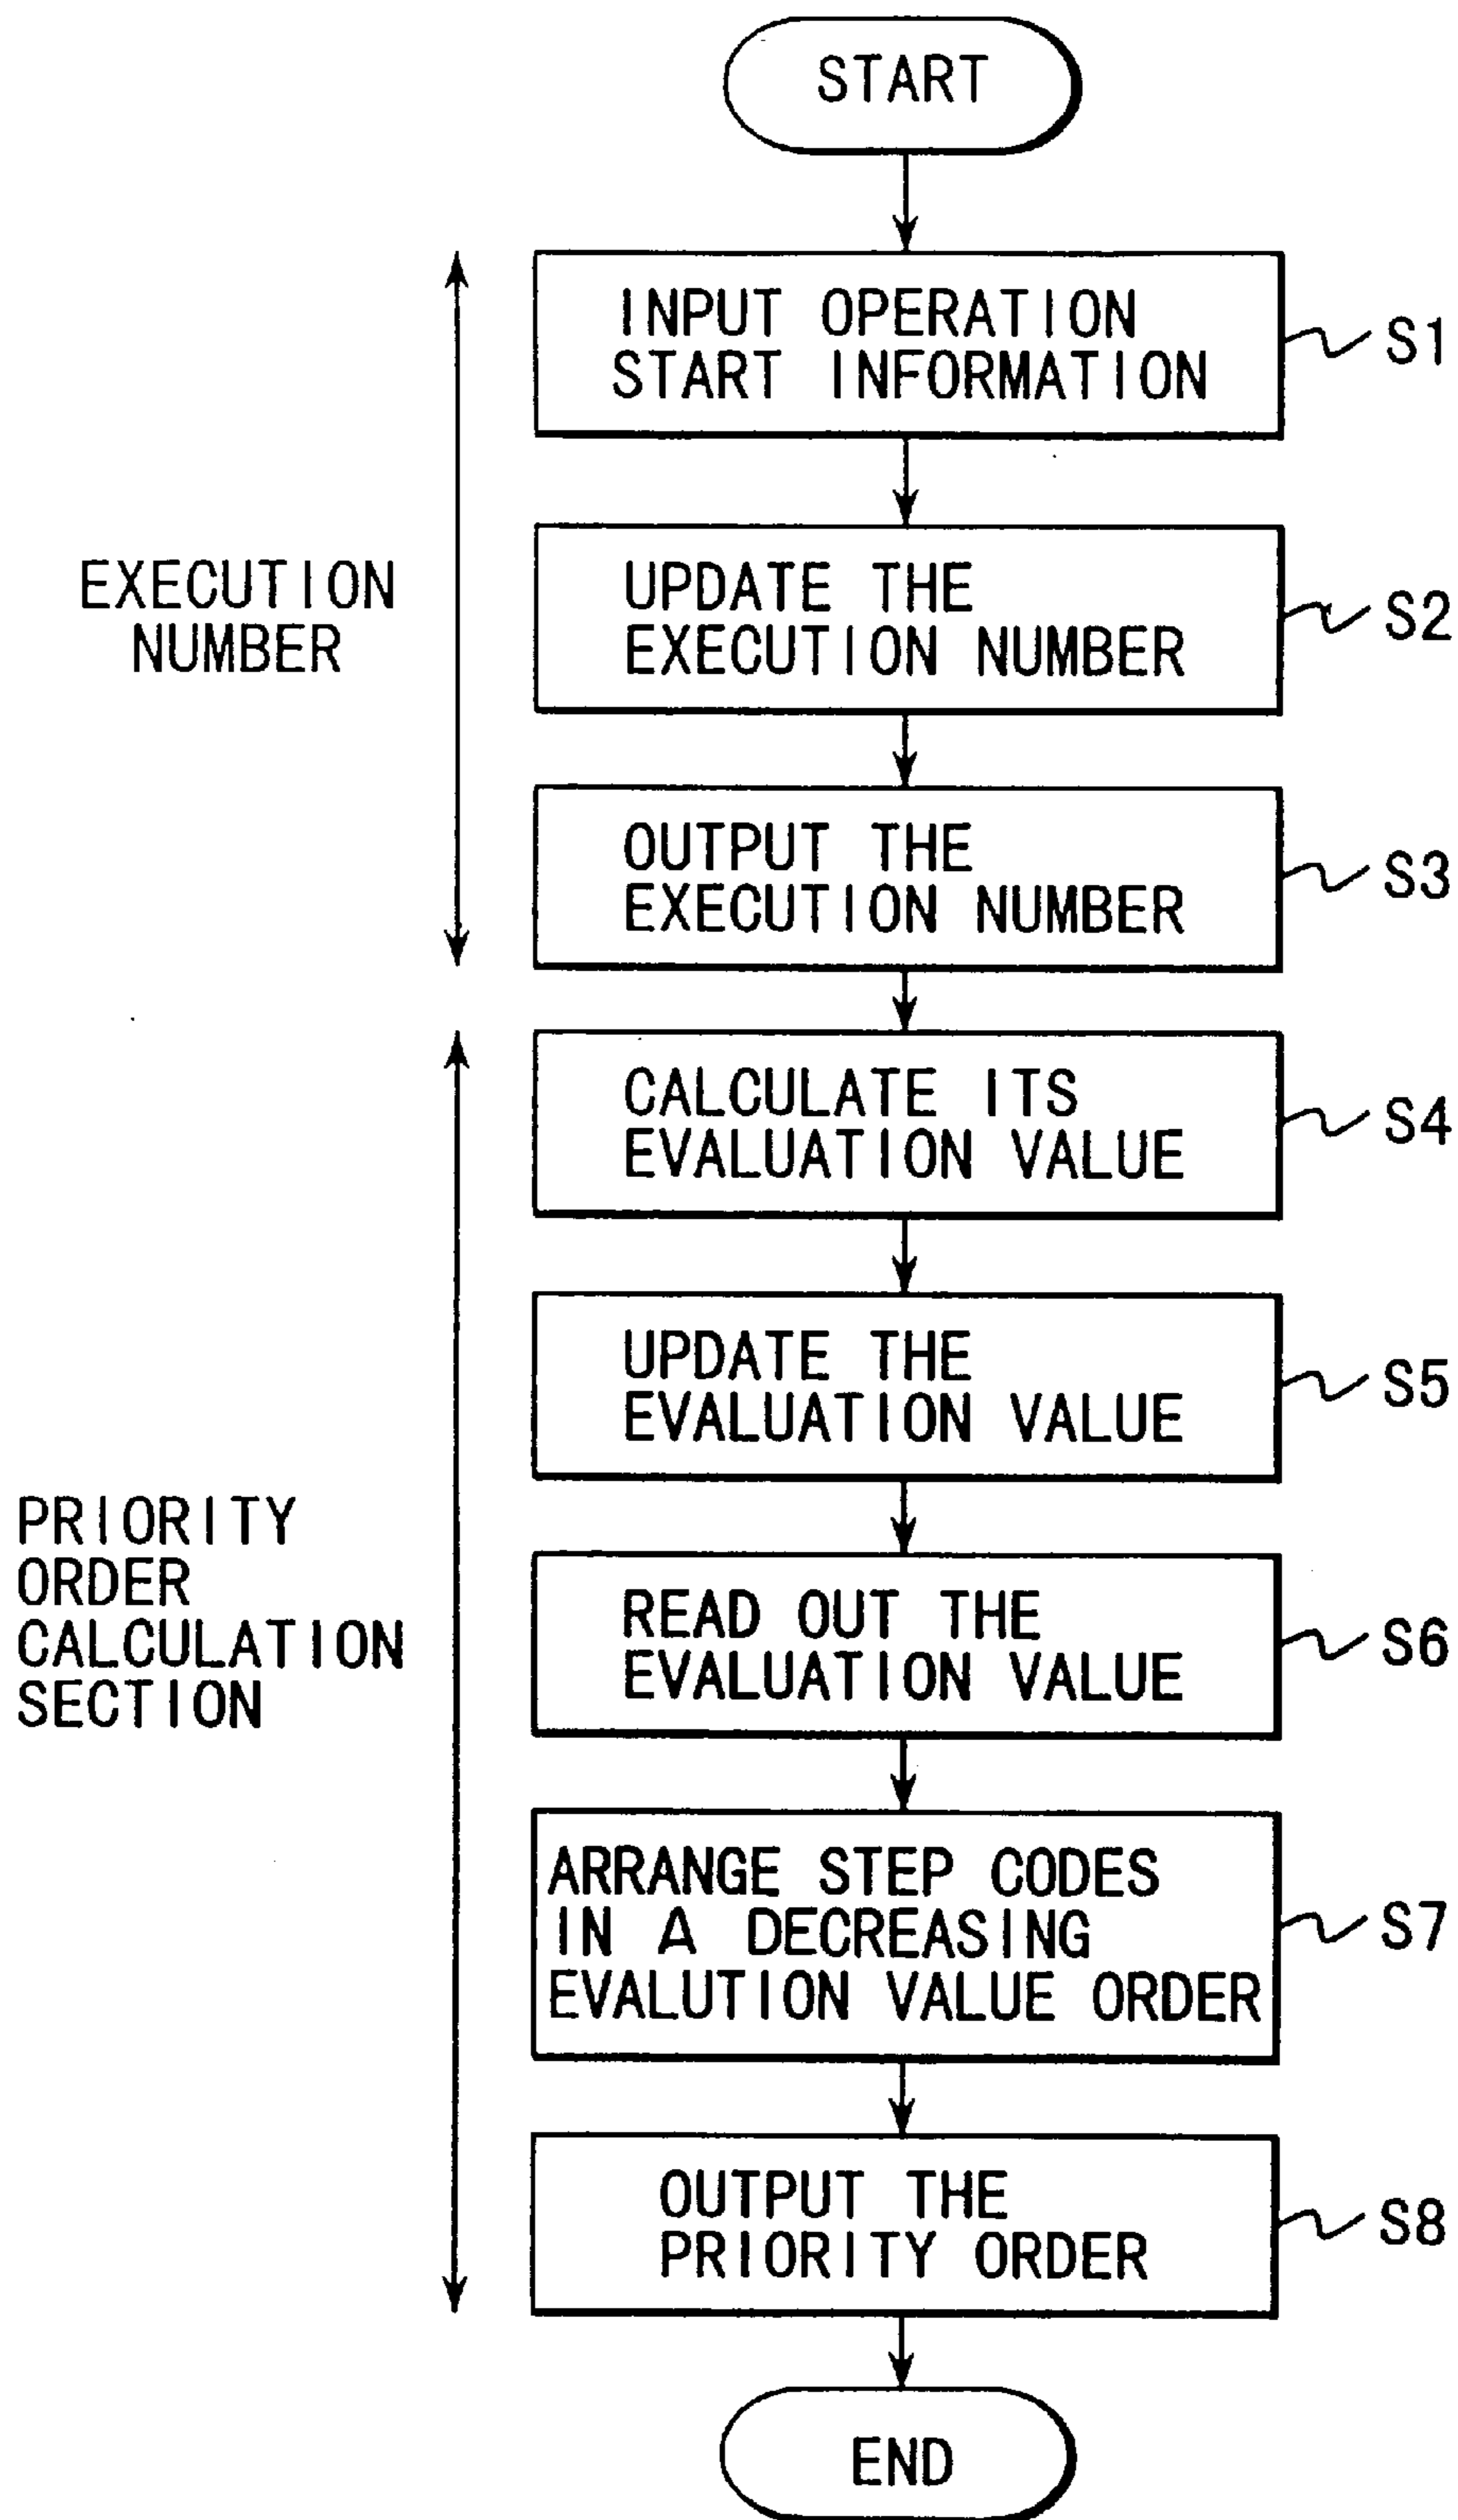 START
INPUT OPERATION
START INFORMATION
S1
EXECUTION
NUMBER
UPDATE THE
EXECUTION NUMBER
S2
OUTPUT THE
EXECUTION NUMBER
S3
CALCULATE ITS
EVALUATION VALUE
S4
UPDATE THE
EVALUATION VALUE
S5
PRIORITY
ORDER
CALCULATION
SECTION
READ OUT THE
EVALUATION VALUE
S6
ARRANGE STEP CODES
IN A DECREASING
EVALUTION VALUE ORDER
S7
OUTPUT THE
PRIORITY ORDER
S8
END